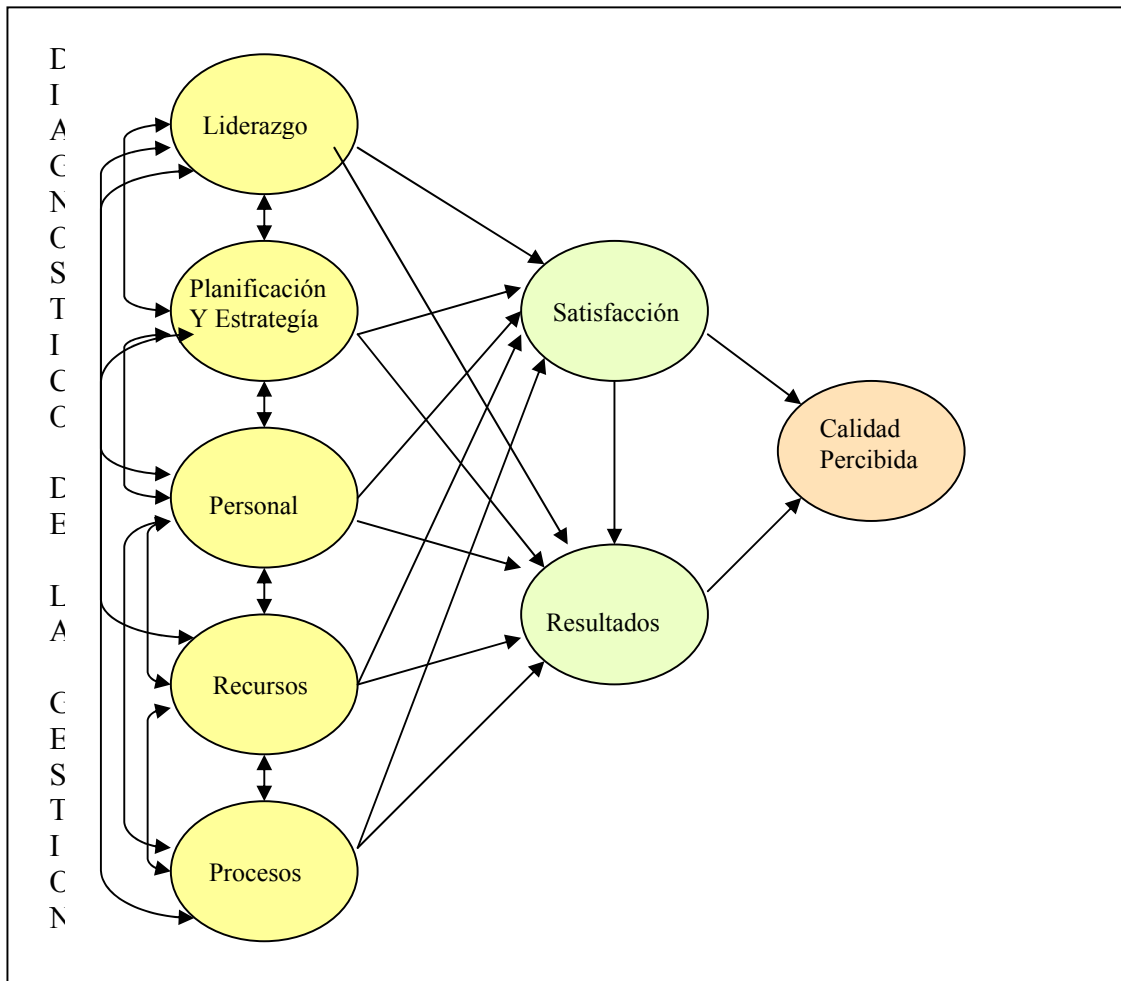 DIAGNOSTICO DE LA GESTION
Liderazgo
Planificación
Y Estrategía
Satisfacción
Calidad
Percibida
Personal
Resultados
Recursos
Procesos